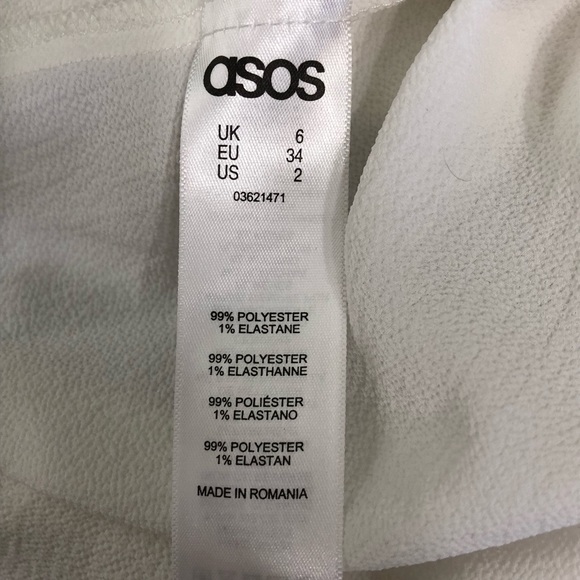 asos
UK 6
EU 34
US 2
03621471
99% POLYESTER
1% ELASTANE
99% POLYESTER
1% ELASTHANNE
99% POLIÉSTER
1% ELASTANO
99% POLYESTER
1% ELASTAN
MADE IN ROMANIA